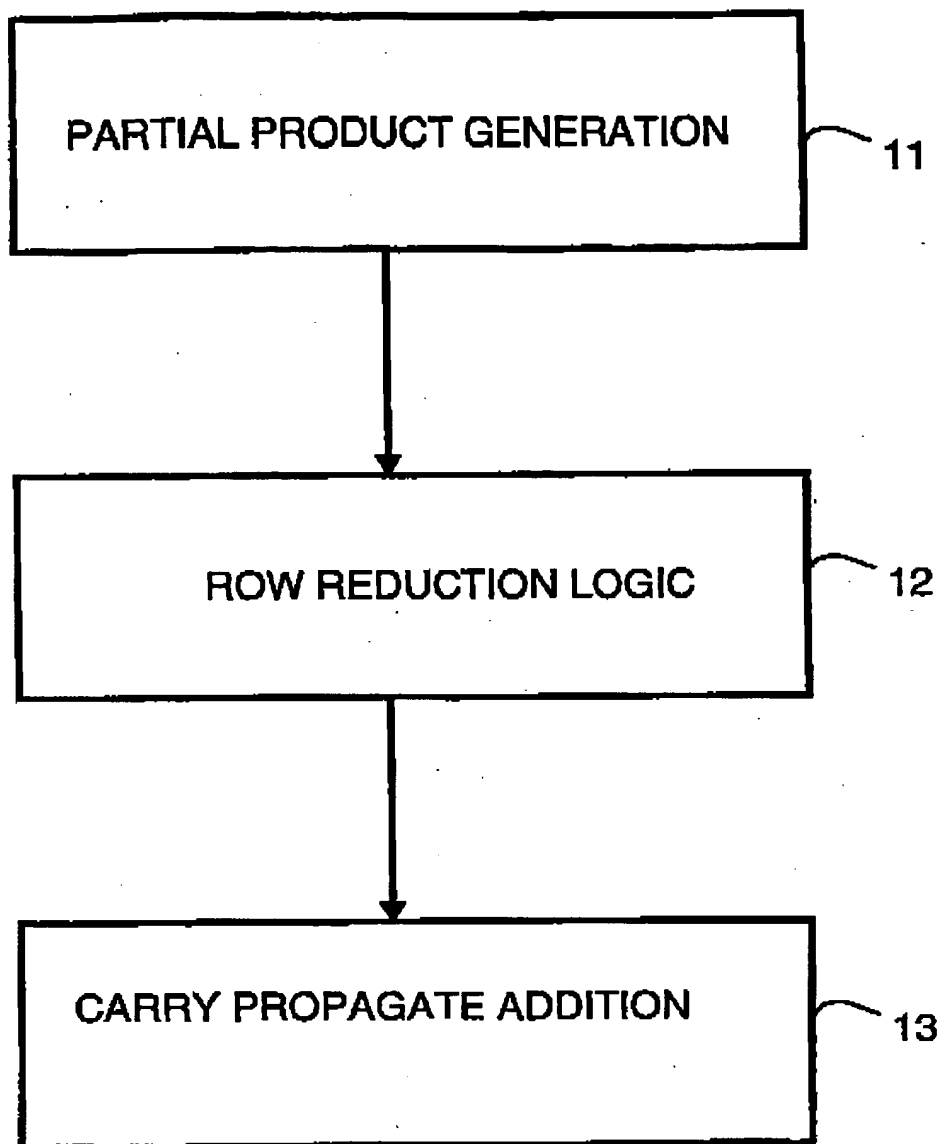 PARTIAL PRODUCT GENERATION
11
ROW REDUCTION LOGIC
12
CARRY PROPAGATE ADDITION
13